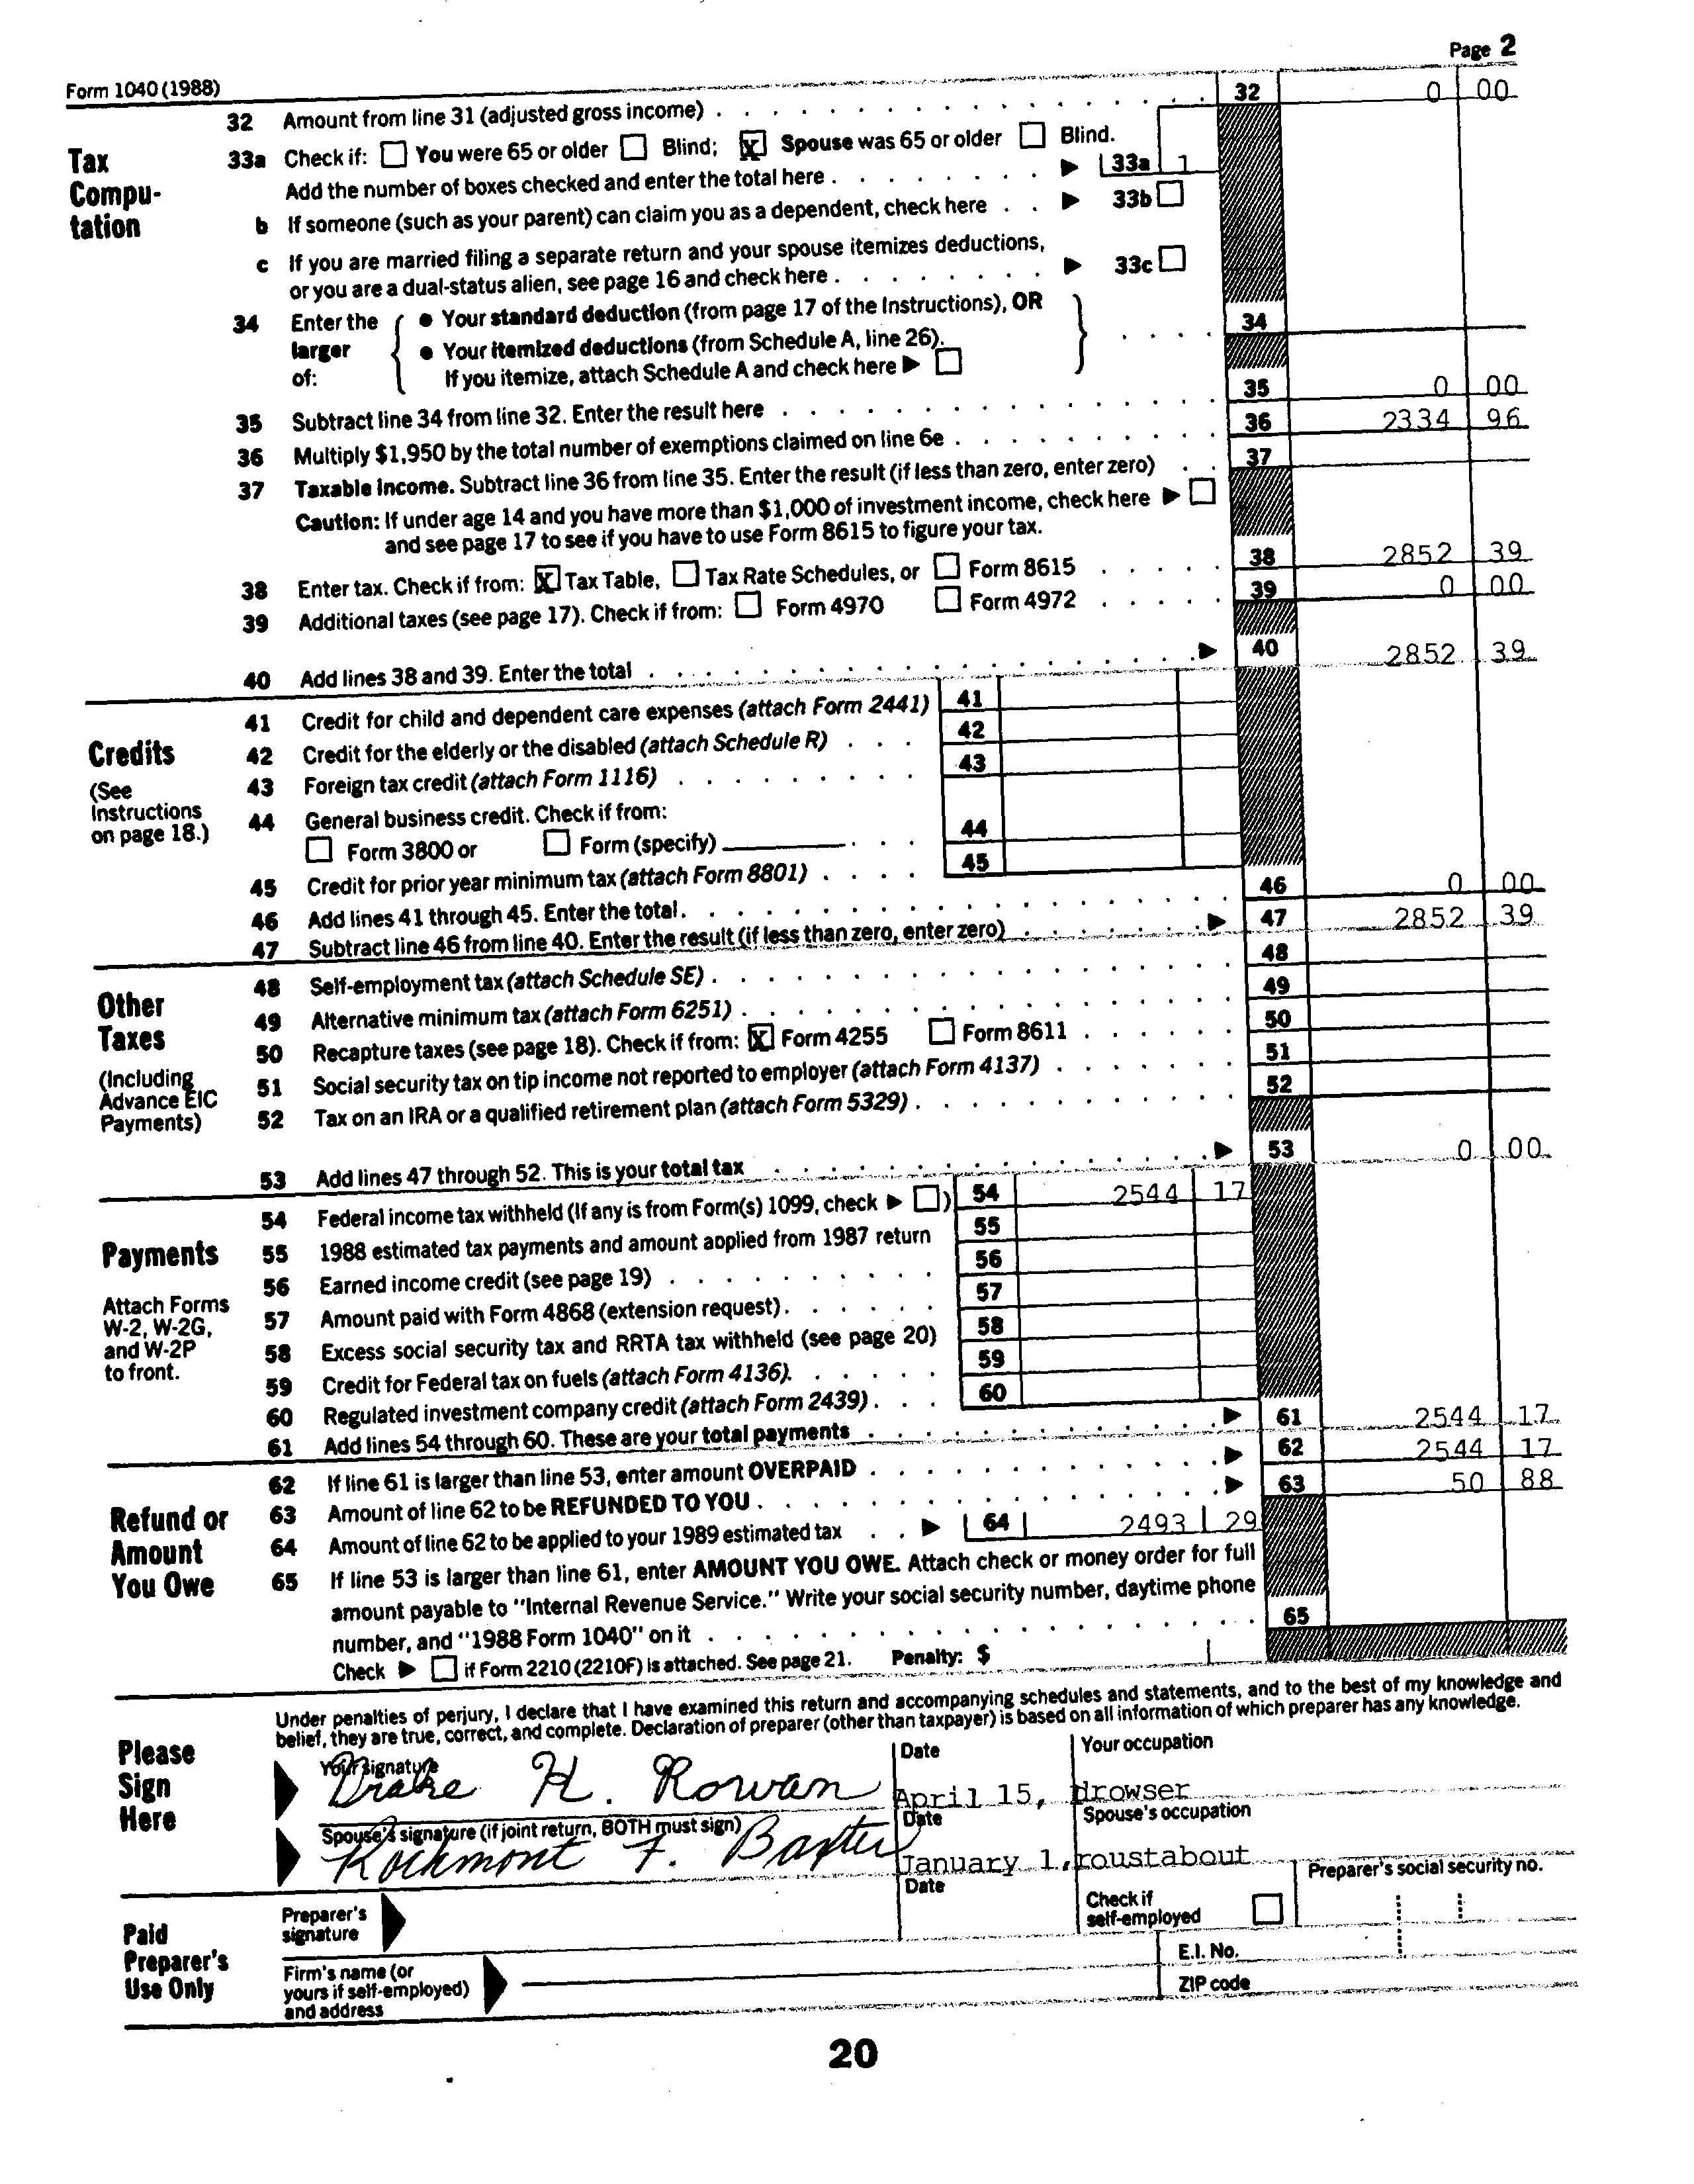 Page 2
Form 1040 (1988)
32 Amount from line 31 (adjusted gross income) 32 0 00
Tax Compu- tation
33a Check if: You were 65 or older Blind; X Spouse was 65 or older Blind.
Add the number of boxes checked and enter the total here 33a 1
b If someone (such as your parent) can claim you as a dependent, check here 33b
c If you are married filing a separate return and your spouse itemizes deductions,
or you are a dual-status alien, see page 16 and check here 33c
34 Enter the larger of:
● Your standard deduction (from page 17 of the Instructions), OR 34
● Your itemized deductions (from Schedule A, line 26).
If you itemize, attach Schedule A and check here
35 Subtract line 34 from line 32. Enter the result here 35 0 00
36 Multiply $1,950 by the total number of exemptions claimed on line 6e 36 2334 96
37 Taxable income. Subtract line 36 from line 35. Enter the result (if less than zero, enter zero) 37
Caution: If under age 14 and you have more than $1,000 of investment income, check here
and see page 17 to see if you have to use Form 8615 to figure your tax.
38 Enter tax. Check if from: X Tax Table, Tax Rate Schedules, or Form 8615 38 2852 39
39 Additional taxes (see page 17). Check if from: Form 4970 Form 4972 39 0 00
40 Add lines 38 and 39. Enter the total 40 2852 39
Credits
(See Instructions on page 18.)
41 Credit for child and dependent care expenses (attach Form 2441) 41
42 Credit for the elderly or the disabled (attach Schedule R) 42
43 Foreign tax credit (attach Form 1116) 43
44 General business credit. Check if from:
Form 3800 or Form (specify) 44
45 Credit for prior year minimum tax (attach Form 8801) 45
46 Add lines 41 through 45. Enter the total. 46 0 00
47 Subtract line 46 from line 40. Enter the result (if less than zero, enter zero) 47 2852 39
Other Taxes
(Including Advance EIC Payments)
48 Self-employment tax (attach Schedule SE) 48
49 Alternative minimum tax (attach Form 6251) 49
50 Recapture taxes (see page 18). Check if from: X Form 4255 Form 8611 50
51 Social security tax on tip income not reported to employer (attach Form 4137) 51
52 Tax on an IRA or a qualified retirement plan (attach Form 5329) 52
53 Add lines 47 through 52. This is your total tax 53 0 00
Payments
Attach Forms W-2, W-2G, and W-2P to front.
54 Federal income tax withheld (If any is from Form(s) 1099, check ) 54 2544 17
55 1988 estimated tax payments and amount applied from 1987 return 55
56 Earned income credit (see page 19) 56
57 Amount paid with Form 4868 (extension request) 57
58 Excess social security tax and RRTA tax withheld (see page 20) 58
59 Credit for Federal tax on fuels (attach Form 4136). 59
60 Regulated investment company credit (attach Form 2439) 60
61 Add lines 54 through 60. These are your total payments 61 2544 17
62 If line 61 is larger than line 53, enter amount OVERPAID 62 2544 17
Refund or Amount You Owe
63 Amount of line 62 to be REFUNDED TO YOU 63 50 88
64 Amount of line 62 to be applied to your 1989 estimated tax 64 2493 29
65 If line 53 is larger than line 61, enter AMOUNT YOU OWE. Attach check or money order for full
amount payable to "Internal Revenue Service." Write your social security number, daytime phone
number, and "1988 Form 1040" on it 65
Check if Form 2210 (2210F) is attached. See page 21. Penalty: $
Under penalties of perjury, I declare that I have examined this return and accompanying schedules and statements, and to the best of my knowledge and
belief, they are true, correct, and complete. Declaration of preparer (other than taxpayer) is based on all information of which preparer has any knowledge.
Please Sign Here
Your signature Date Your occupation
Drake H. Rowan April 15, drowser
Spouse's signature (if joint return, BOTH must sign) Date Spouse's occupation
Rockmont F. Baxter January 1, roustabout
Paid Preparer's Use Only
Preparer's signature Date Check if self-employed Preparer's social security no.
Firm's name (or yours if self-employed) and address E.I. No.
ZIP code
20